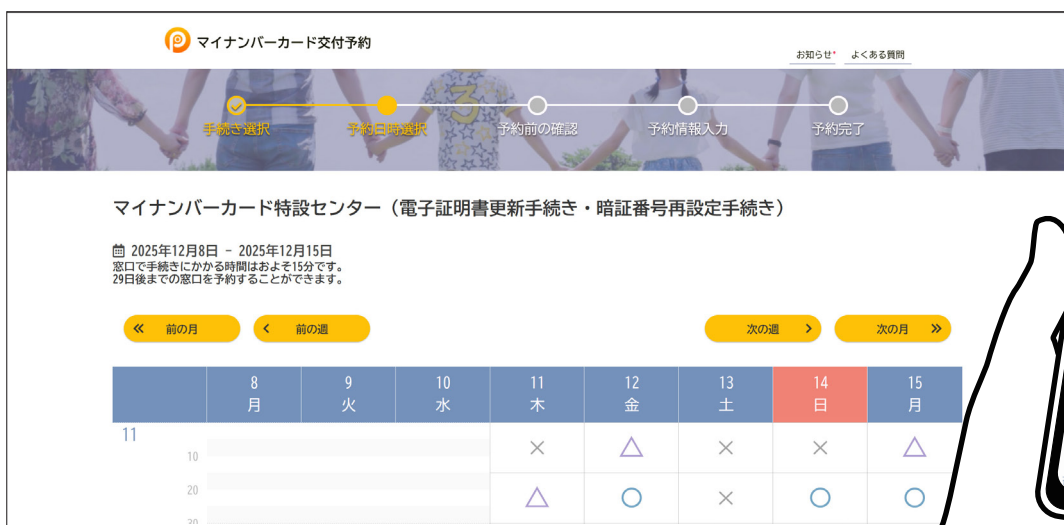 マイナンバーカード交付予約
お知らせ* よくある質問
手続き選択 予約日時選択 予約前の確認 予約情報入力 予約完了
マイナンバーカード特設センター（電子証明書更新手続き・暗証番号再設定手続き）
2025年12月8日 － 2025年12月15日
窓口で手続きにかかる時間はおよそ15分です。
29日後までの窓口を予約することができます。
前の月 前の週 次の週 次の月
8 9 10 11 12 13 14 15
月 火 水 木 金 土 日 月
11
10 × △ × × △
20 △ ○ × ○ ○
30